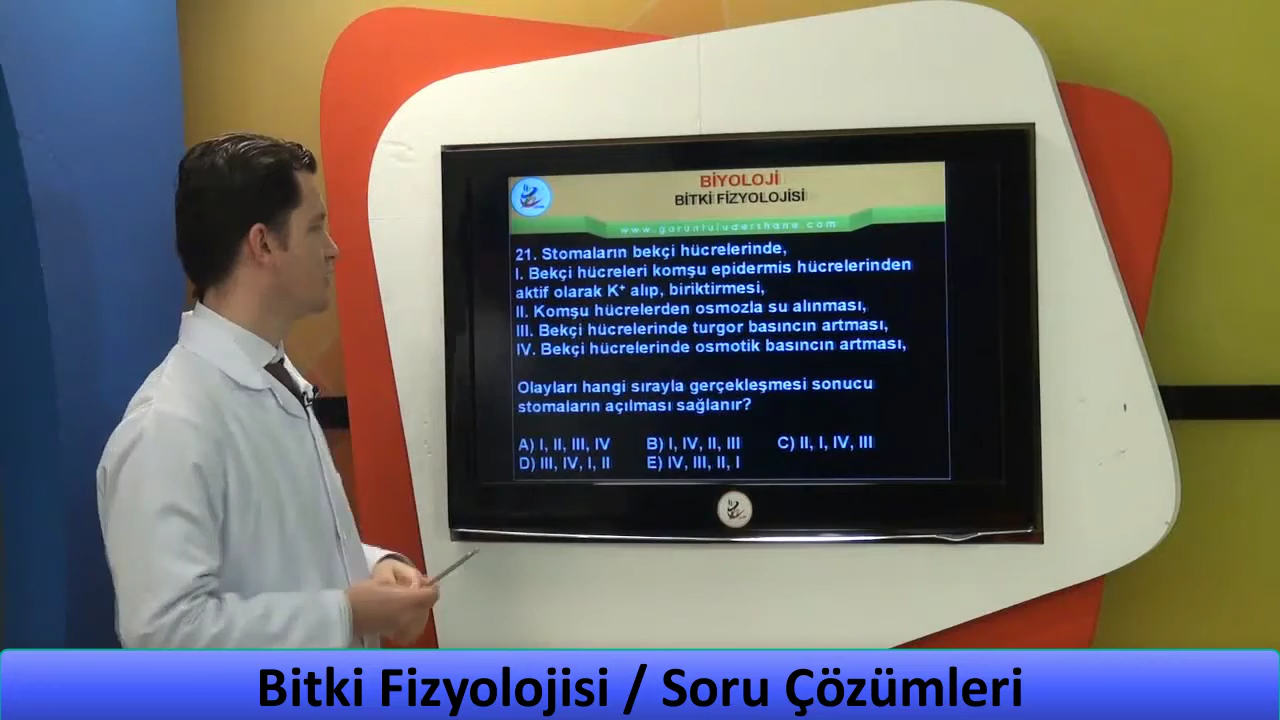 BİYOLOJİ
BİTKİ FİZYOLOJİSİ
www.goruntuludershane.com
21. Stomaların bekçi hücrelerinde,
I. Bekçi hücreleri komşu epidermis hücrelerinden
aktif olarak K⁺ alıp, biriktirmesi,
II. Komşu hücrelerden osmozla su alınması,
III. Bekçi hücrelerinde turgor basıncın artması,
IV. Bekçi hücrelerinde osmotik basıncın artması,
Olayları hangi sırayla gerçekleşmesi sonucu
stomaların açılması sağlanır?
A) I, II, III, IV B) I, IV, II, III C) II, I, IV, III
D) III, IV, I, II E) IV, III, II, I
Bitki Fizyolojisi / Soru Çözümleri